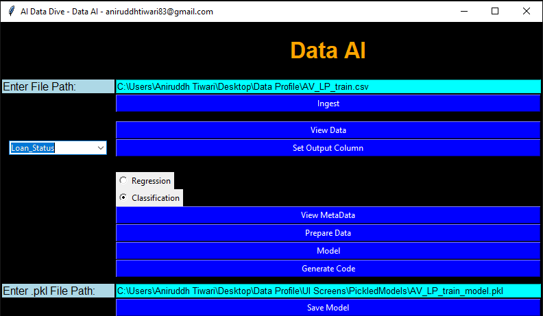 AI Data Dive - Data AI - aniruddhtiwari83@gmail.com
Data AI
Enter File Path: C:\Users\Aniruddh Tiwari\Desktop\Data Profile\AV_LP_train.csv
Ingest
View Data
Loan_Status Set Output Column
Regression
Classification
View MetaData
Prepare Data
Model
Generate Code
Enter .pkl File Path: C:\Users\Aniruddh Tiwari\Desktop\Data Profile\UI Screens\PickledModels\AV_LP_train_model.pkl
Save Model